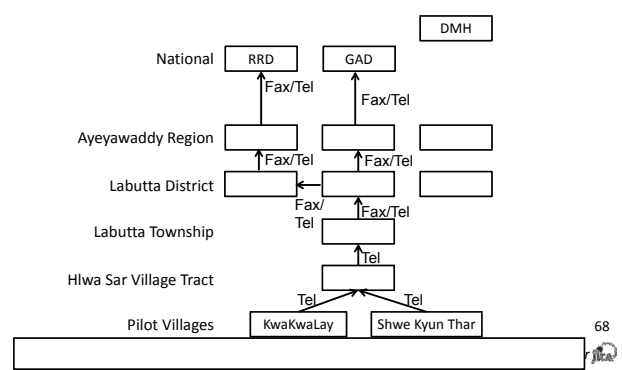 DMH
National RRD GAD
Fax/Tel
Fax/Tel
Ayeyawaddy Region
Fax/Tel Fax/Tel
Labutta District
Fax/
Tel Fax/Tel
Labutta Township
Tel
Hlwa Sar Village Tract
Tel Tel
Pilot Villages KwaKwaLay Shwe Kyun Thar 68
r jica